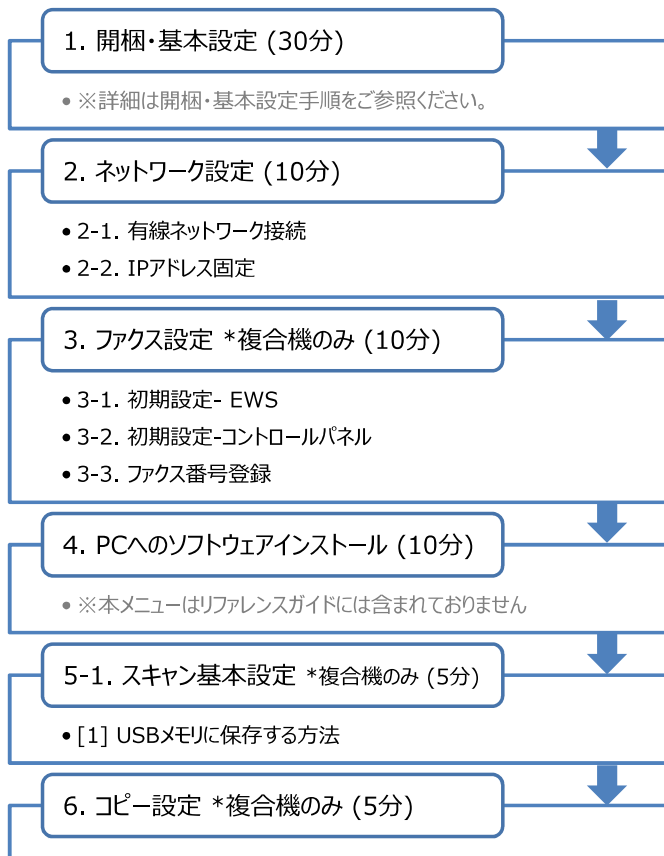 1. 開梱・基本設定 (30分)
• ※詳細は開梱・基本設定手順をご参照ください。
2. ネットワーク設定 (10分)
• 2-1. 有線ネットワーク接続
• 2-2. IPアドレス固定
3. ファクス設定 *複合機のみ (10分)
• 3-1. 初期設定- EWS
• 3-2. 初期設定-コントロールパネル
• 3-3. ファクス番号登録
4. PCへのソフトウェアインストール (10分)
• ※本メニューはリファレンスガイドには含まれておりません
5-1. スキャン基本設定 *複合機のみ (5分)
• [1] USBメモリに保存する方法
6. コピー設定 *複合機のみ (5分)